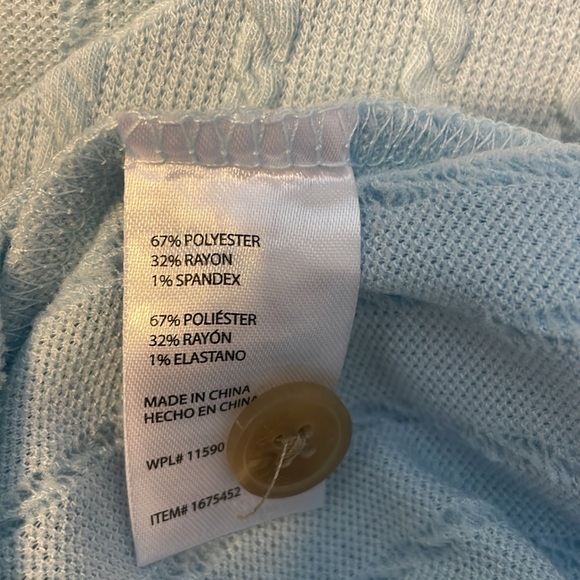 67% POLYESTER
32% RAYON
1% SPANDEX
67% POLIÉSTER
32% RAYÓN
1% ELASTANO
MADE IN CHINA
HECHO EN CHINA
WPL# 11590
ITEM# 1675452